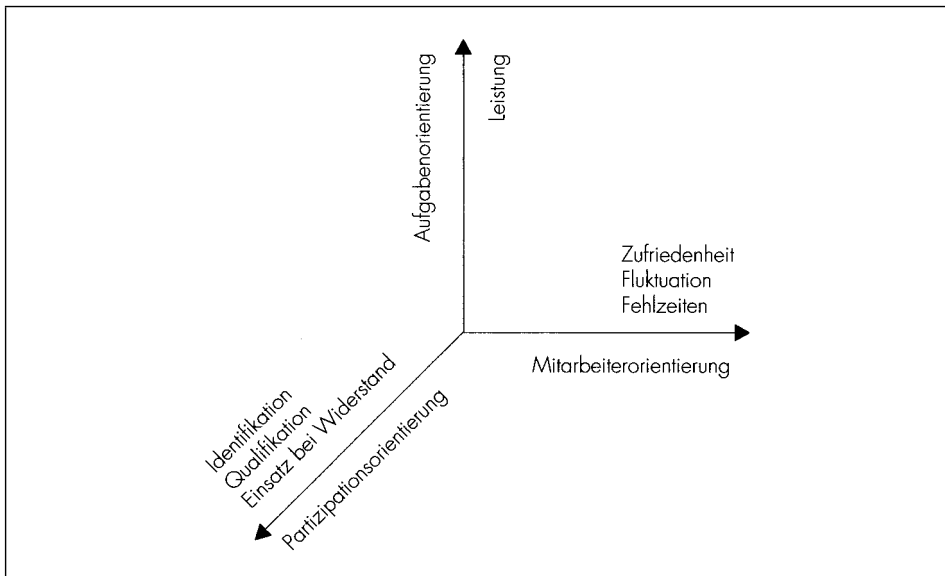 Aufgabenorientierung
Leistung
Zufriedenheit
Fluktuation
Fehlzeiten
Mitarbeiterorientierung
Identifikation
Qualifikation
Einsatz bei Widerstand
Partizipationsorientierung